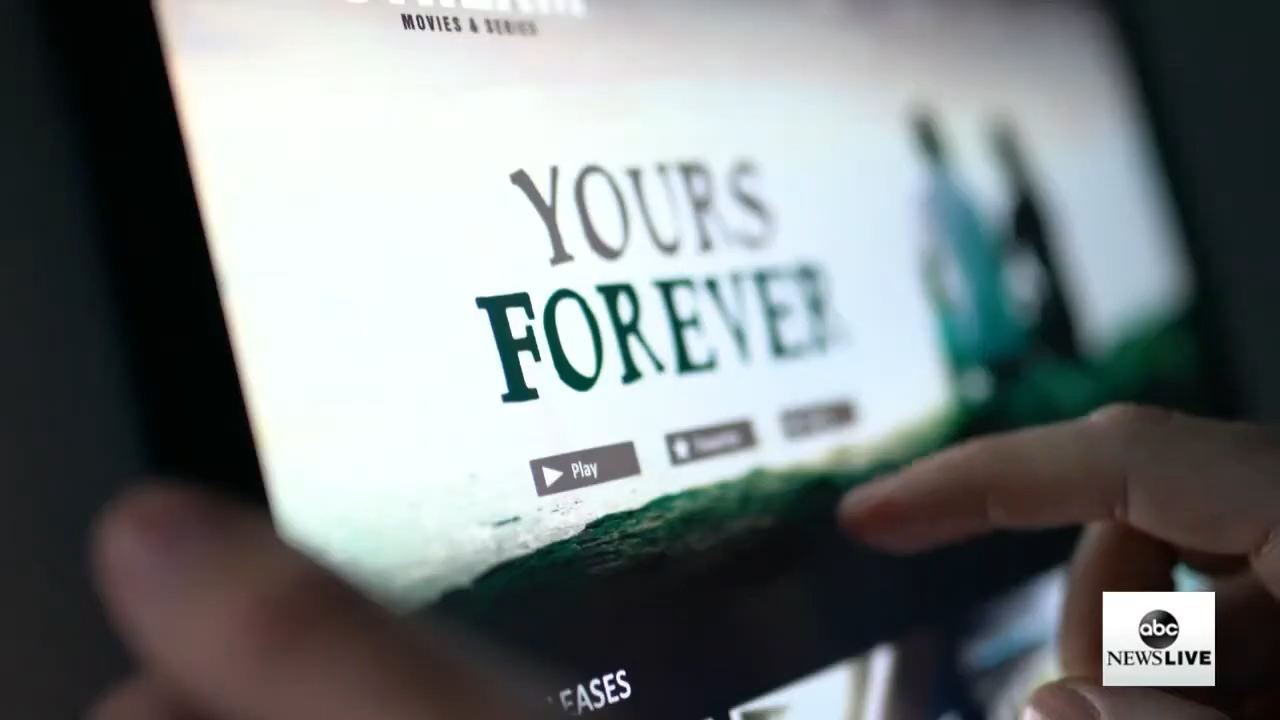 MOVIES & SERIES
YOURS
FOREVER
Play
EASES
abc
NEWSLIVE